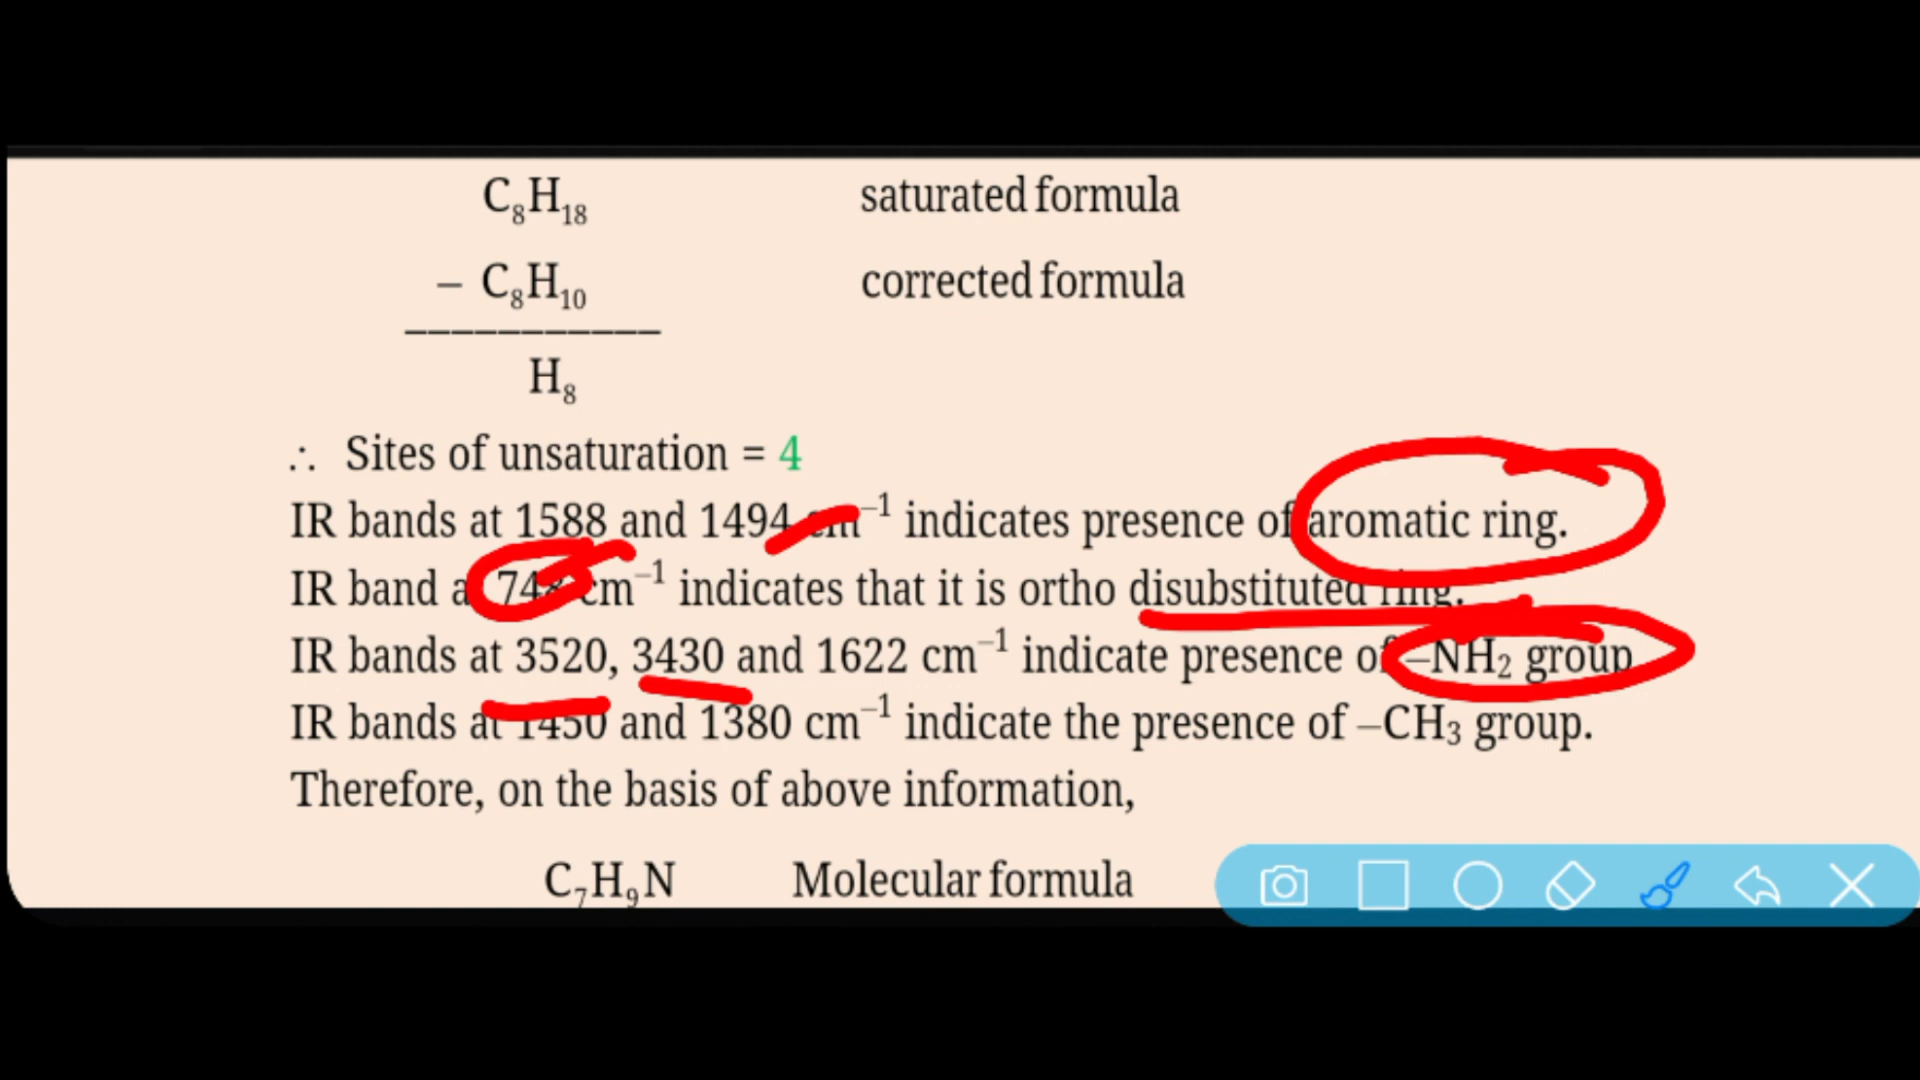 C₈H₁₈ saturated formula
– C₈H₁₀ corrected formula
H₈
∴ Sites of unsaturation = 4
IR bands at 1588 and 1494 cm⁻¹ indicates presence of aromatic ring.
IR band at 748 cm⁻¹ indicates that it is ortho disubstituted ring.
IR bands at 3520, 3430 and 1622 cm⁻¹ indicate presence of –NH₂ group
IR bands at 1450 and 1380 cm⁻¹ indicate the presence of –CH₃ group.
Therefore, on the basis of above information,
C₇H₉N Molecular formula